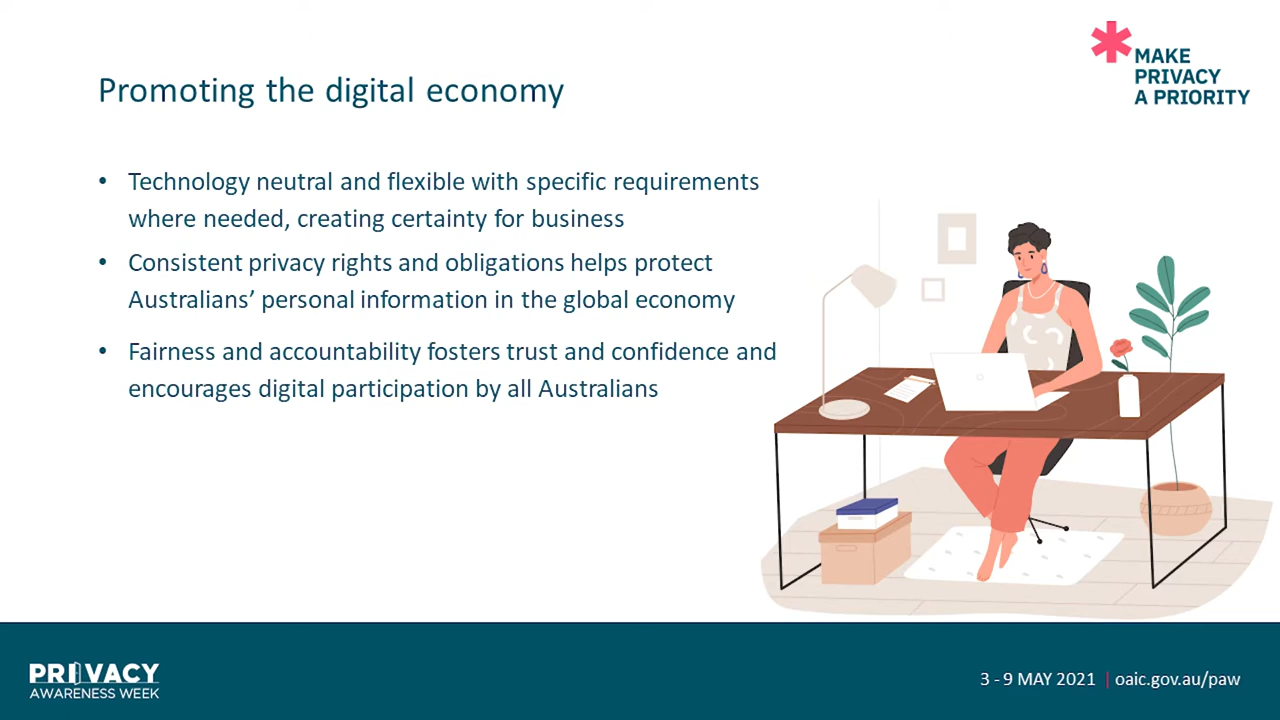 MAKE
PRIVACY
A PRIORITY
Promoting the digital economy
• Technology neutral and flexible with specific requirements
where needed, creating certainty for business
• Consistent privacy rights and obligations helps protect
Australians’ personal information in the global economy
• Fairness and accountability fosters trust and confidence and
encourages digital participation by all Australians
PRIVACY
AWARENESS WEEK
3 - 9 MAY 2021 | oaic.gov.au/paw